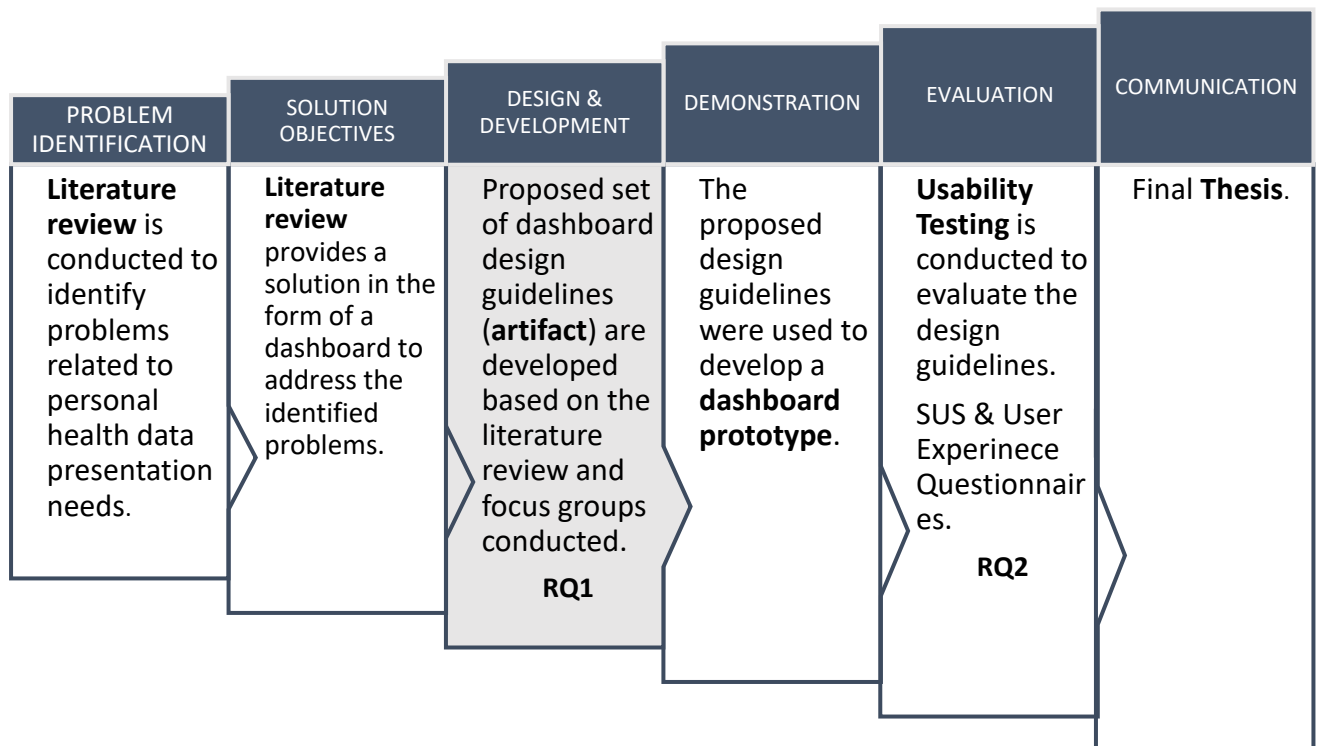 PROBLEM
IDENTIFICATION
Literature
review is
conducted to
identify
problems
related to
personal
health data
presentation
needs.
SOLUTION
OBJECTIVES
Literature
review
provides a
solution in the
form of a
dashboard to
address the
identified
problems.
DESIGN &
DEVELOPMENT
Proposed set
of dashboard
design
guidelines
(artifact) are
developed
based on the
literature
review and
focus groups
conducted.
RQ1
DEMONSTRATION
The
proposed
design
guidelines
were used to
develop a
dashboard
prototype.
EVALUATION
Usability
Testing is
conducted to
evaluate the
design
guidelines.
SUS & User
Experinece
Questionnair
es.
RQ2
COMMUNICATION
Final Thesis.